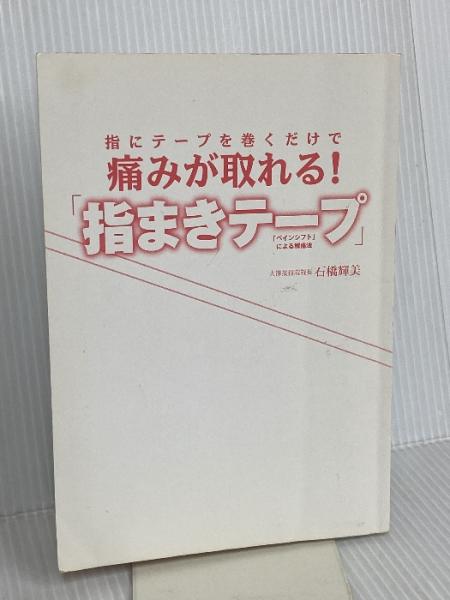 指にテープを巻くだけで
痛みが取れる!
「指まきテープ」
「ペインシフト」
による解痛法
石橋輝美